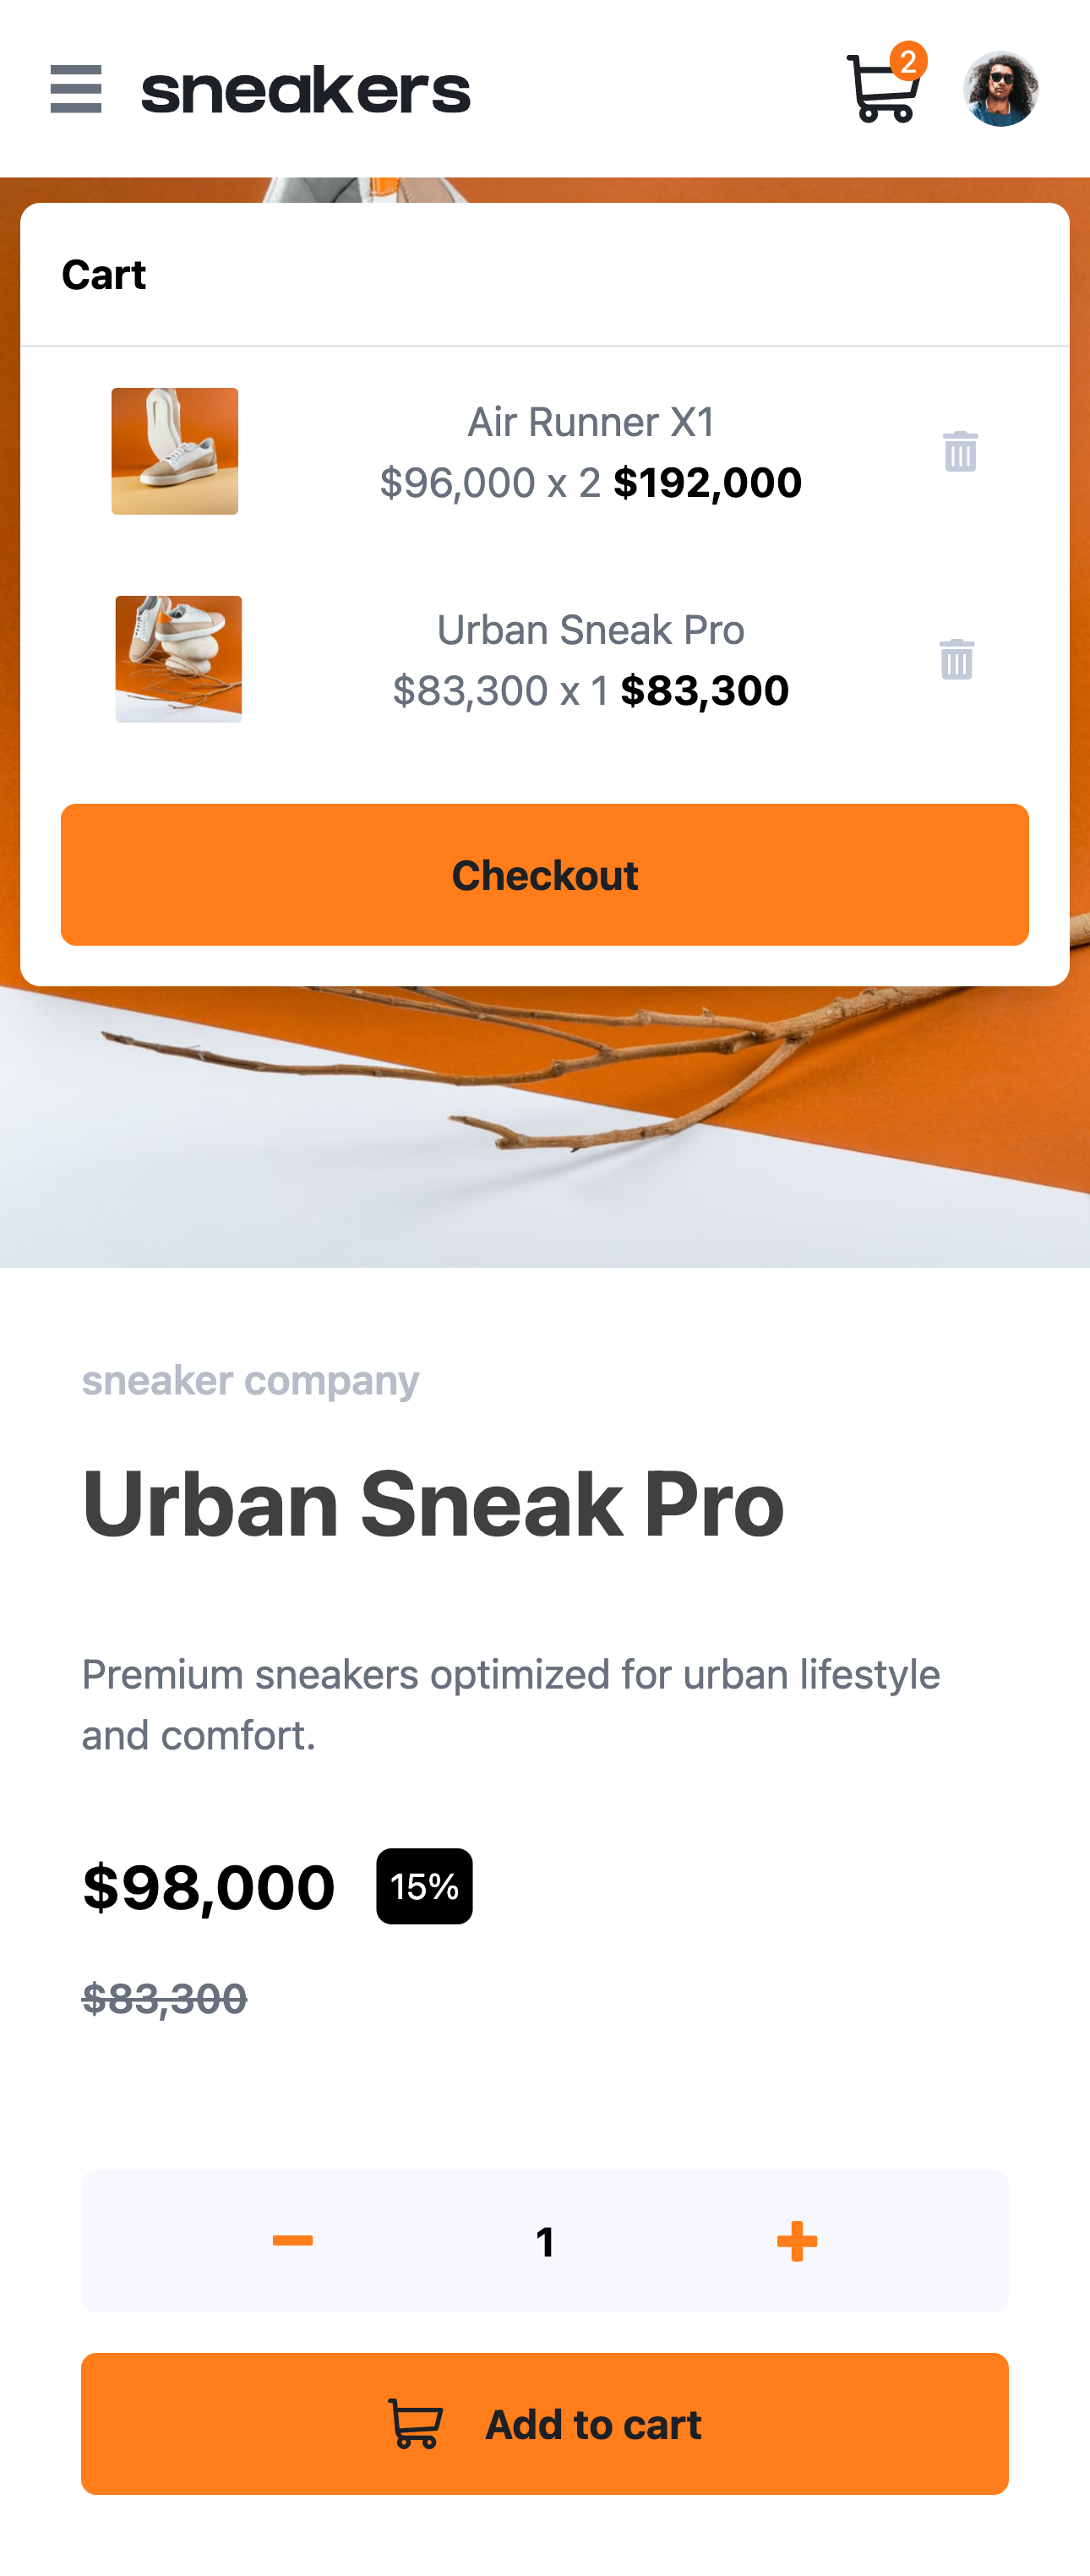 sneakers
2
Cart
Air Runner X1
$96,000 x 2 $192,000
Urban Sneak Pro
$83,300 x 1 $83,300
Checkout
sneaker company
Urban Sneak Pro
Premium sneakers optimized for urban lifestyle
and comfort.
$98,000 15%
$83,300
1
Add to cart